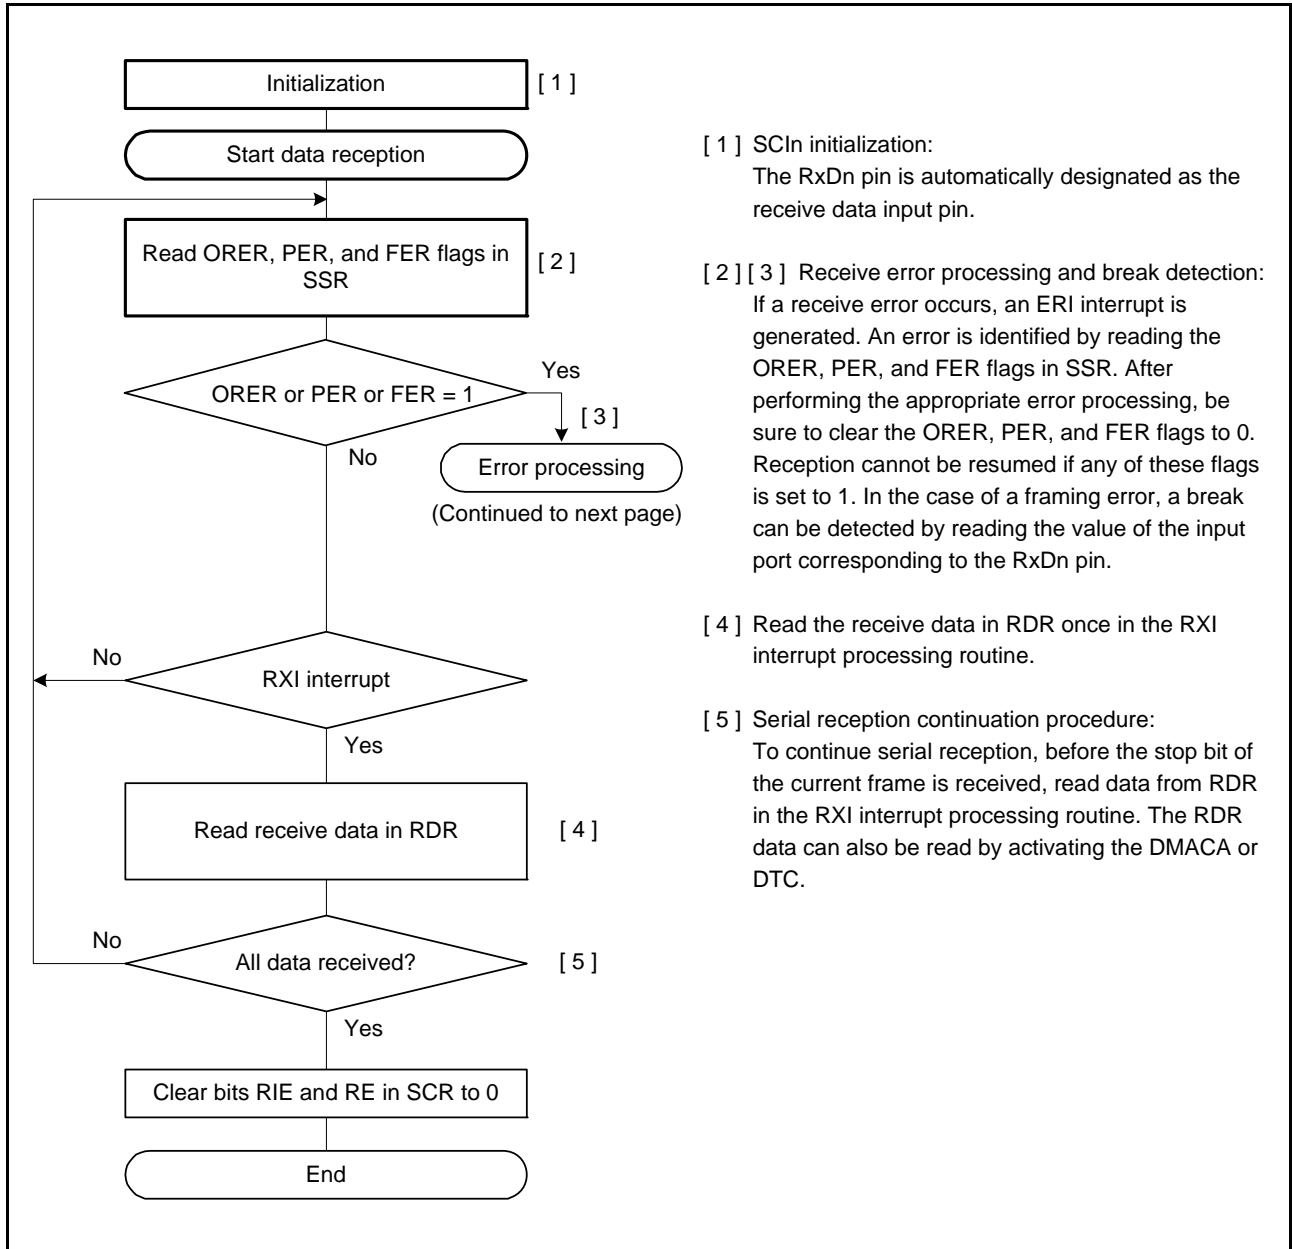 Initialization
[ 1 ]
Start data reception
Read ORER, PER, and FER flags in
SSR
[ 2 ]
ORER or PER or FER = 1
Yes
[ 3 ]
No
Error processing
(Continued to next page)
No
RXI interrupt
Yes
Read receive data in RDR
[ 4 ]
No
All data received?
[ 5 ]
Yes
Clear bits RIE and RE in SCR to 0
End
[ 1 ] SCIn initialization:
The RxDn pin is automatically designated as the
receive data input pin.
[ 2 ] [ 3 ] Receive error processing and break detection:
If a receive error occurs, an ERI interrupt is
generated. An error is identified by reading the
ORER, PER, and FER flags in SSR. After
performing the appropriate error processing, be
sure to clear the ORER, PER, and FER flags to 0.
Reception cannot be resumed if any of these flags
is set to 1. In the case of a framing error, a break
can be detected by reading the value of the input
port corresponding to the RxDn pin.
[ 4 ] Read the receive data in RDR once in the RXI
interrupt processing routine.
[ 5 ] Serial reception continuation procedure:
To continue serial reception, before the stop bit of
the current frame is received, read data from RDR
in the RXI interrupt processing routine. The RDR
data can also be read by activating the DMACA or
DTC.